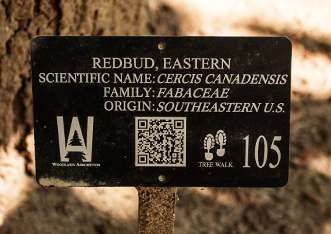 REDBUD, EASTERN
SCIENTIFIC NAME: CERCIS CANADENSIS
FAMILY: FABACEAE
ORIGIN: SOUTHEASTERN U.S.
WOODLAWN ARBORETUM
TREE WALK
105